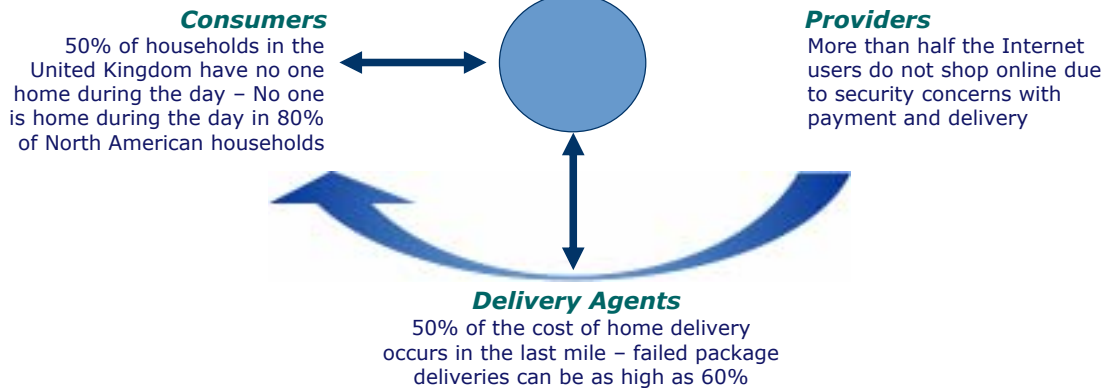 Consumers
50% of households in the
United Kingdom have no one
home during the day – No one
is home during the day in 80%
of North American households
Providers
More than half the Internet
users do not shop online due
to security concerns with
payment and delivery
Delivery Agents
50% of the cost of home delivery
occurs in the last mile – failed package
deliveries can be as high as 60%